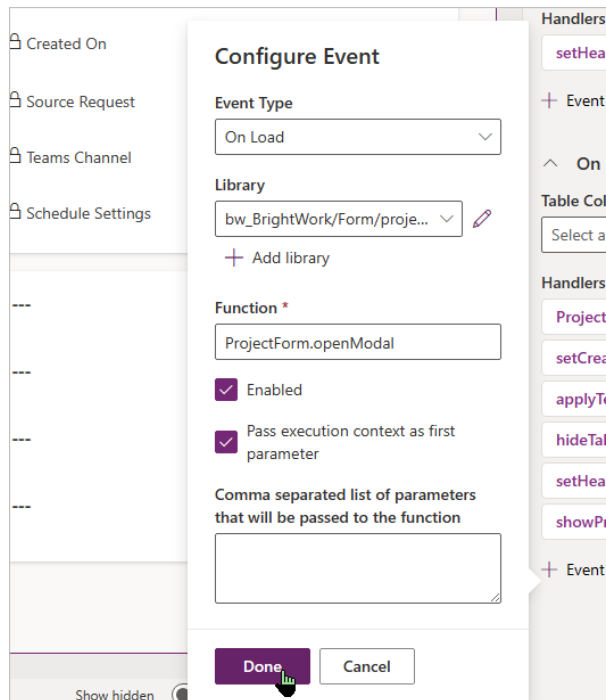 Created On
Source Request
Teams Channel
Schedule Settings
---
---
---
---
Show hidden
Configure Event
Event Type
On Load
Library
bw_BrightWork/Form/proje...
+ Add library
Function *
ProjectForm.openModal
Enabled
Pass execution context as first
parameter
Comma separated list of parameters
that will be passed to the function
Done
Cancel
Handlers
setHea
+ Event
On
Table Col
Select a
Handlers
Project
setCrea
applyTe
hideTal
setHea
showPr
+ Event